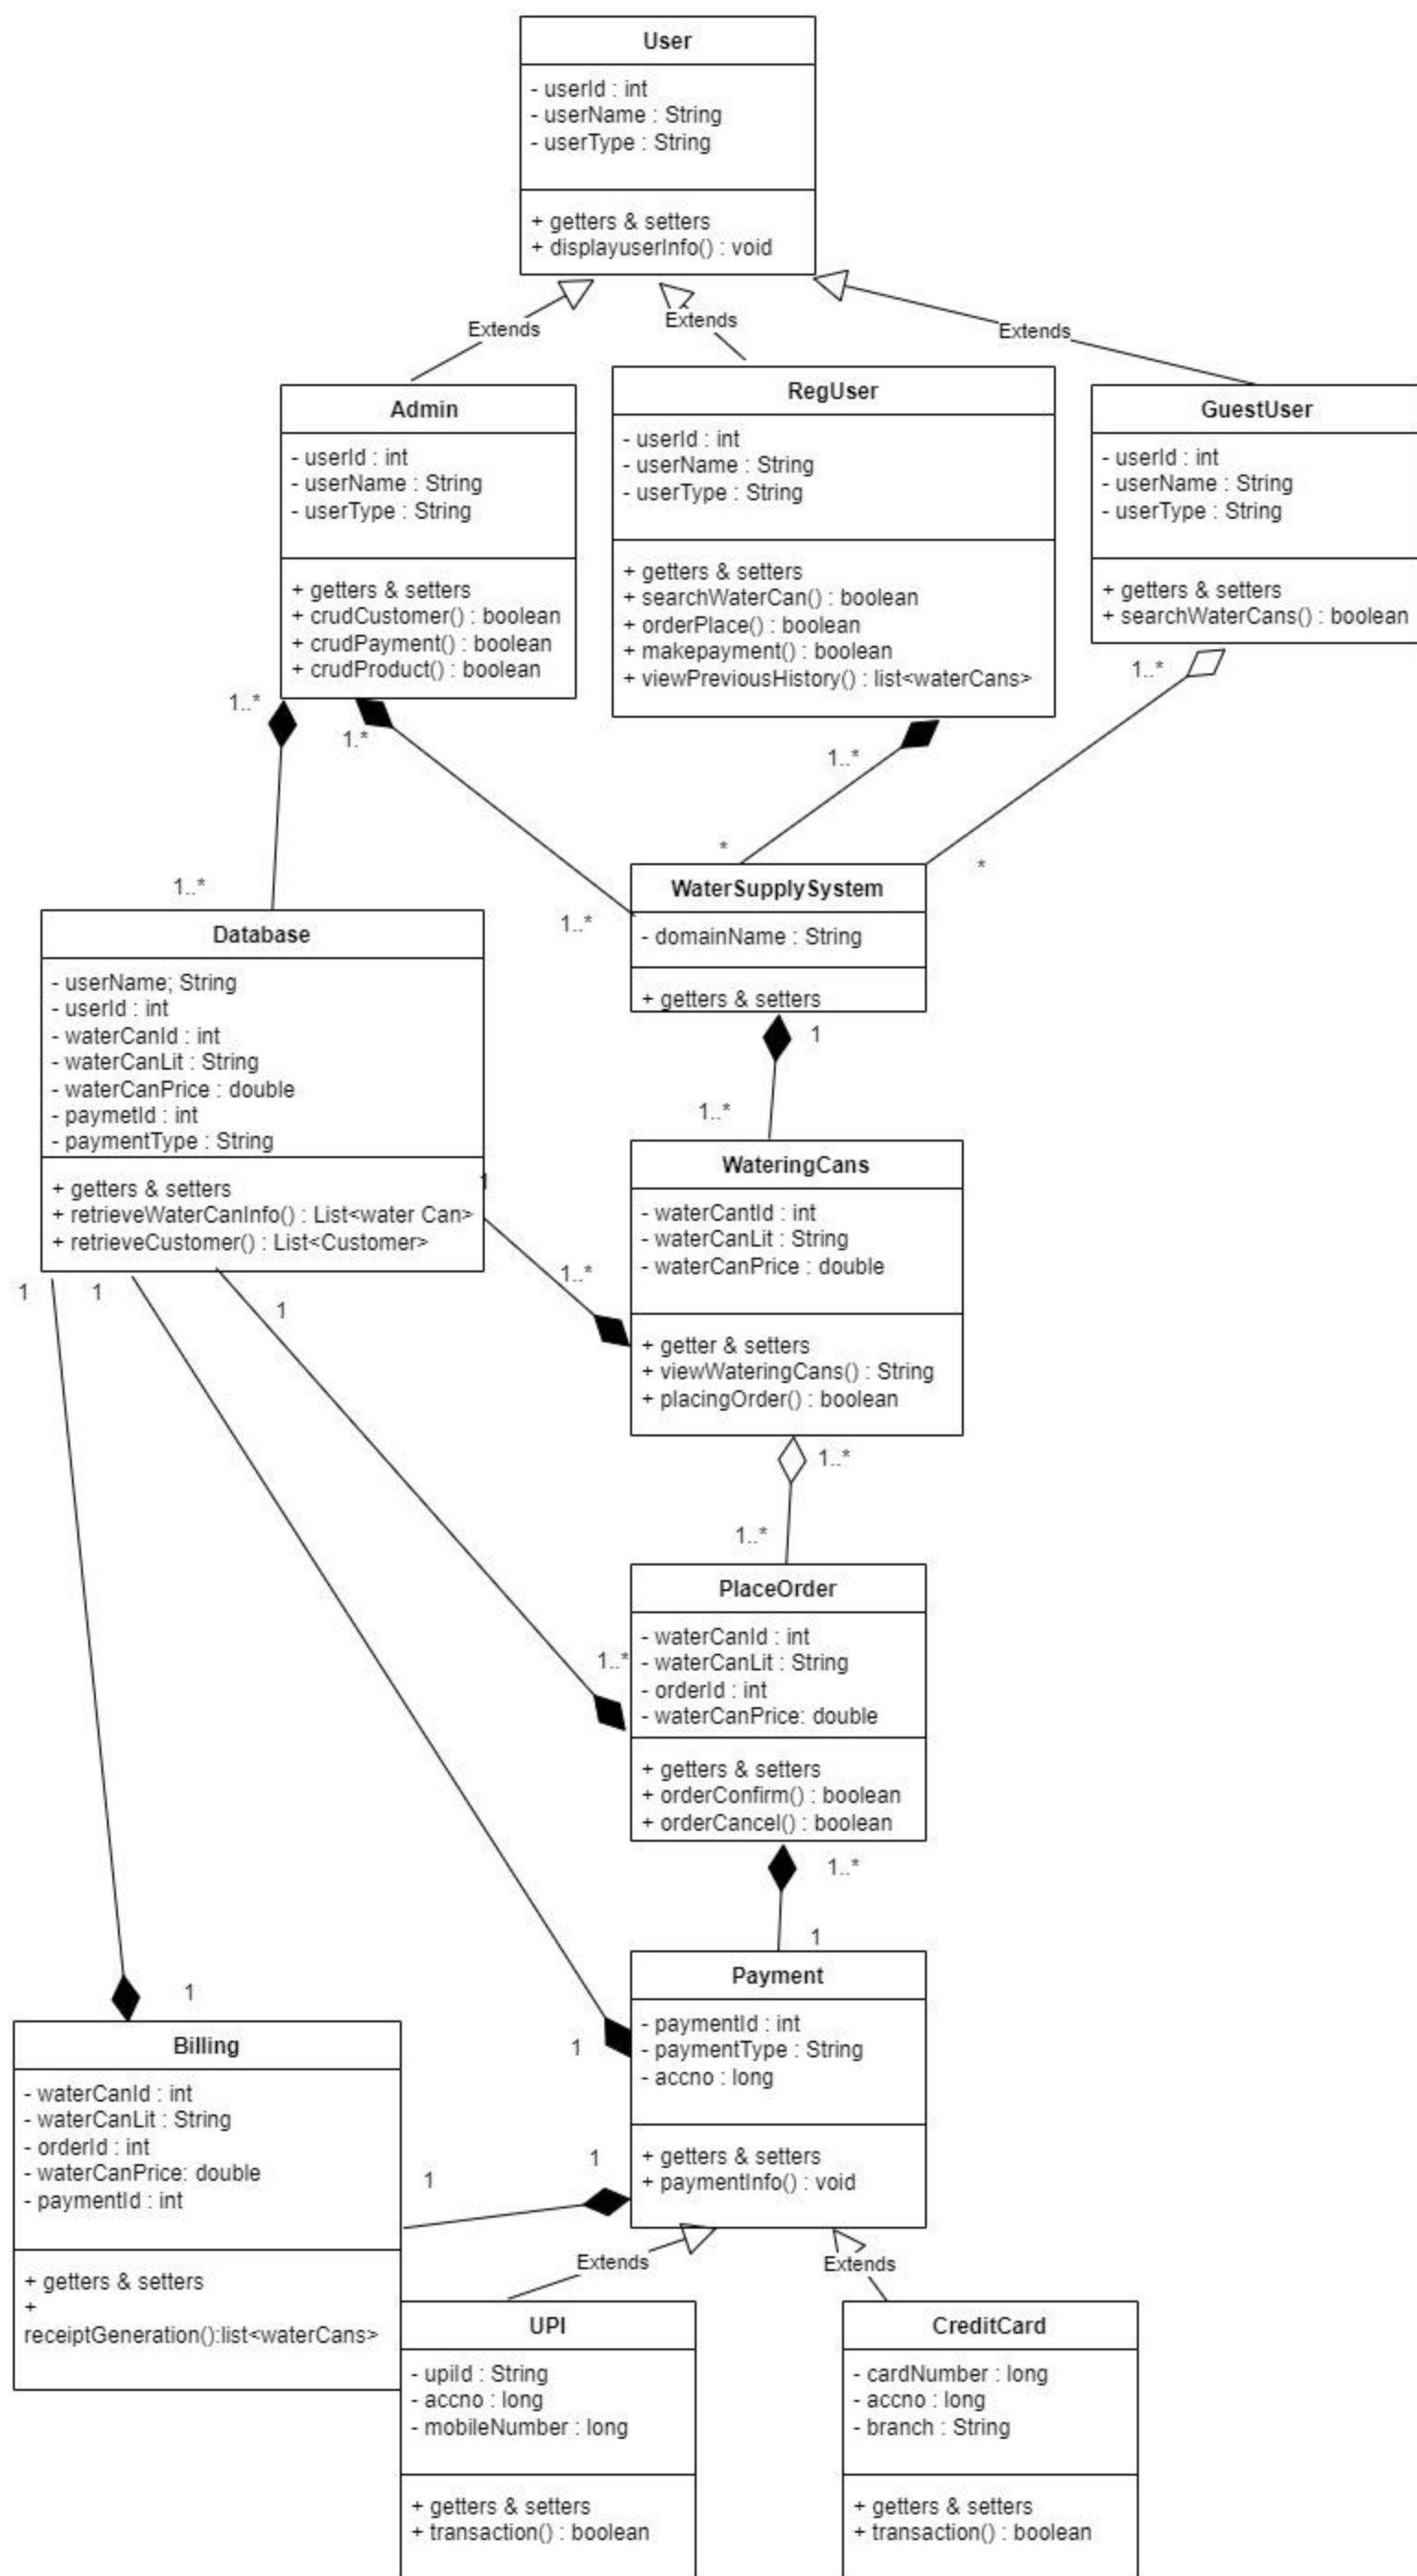 User
- userId : int
- userName : String
- userType : String
+ getters & setters
+ displayuserInfo() : void
Extends
Extends
Extends
Admin
- userId : int
- userName : String
- userType : String
+ getters & setters
+ crudCustomer() : boolean
+ crudPayment() : boolean
+ crudProduct() : boolean
RegUser
- userId : int
- userName : String
- userType : String
+ getters & setters
+ searchWaterCan() : boolean
+ orderPlace() : boolean
+ makepayment() : boolean
+ viewPreviousHistory() : list<waterCans>
GuestUser
- userId : int
- userName : String
- userType : String
+ getters & setters
+ searchWaterCans() : boolean
1..*
1.*
1..*
1..*
*
*
1..*
1..*
Database
- userName; String
- userId : int
- waterCanId : int
- waterCanLit : String
- waterCanPrice : double
- paymetId : int
- paymentType : String
+ getters & setters
+ retrieveWaterCanInfo() : List<water Can>
+ retrieveCustomer() : List<Customer>
WaterSupplySystem
- domainName : String
+ getters & setters
1
1..*
WateringCans
- waterCantId : int
- waterCanLit : String
- waterCanPrice : double
+ getter & setters
+ viewWateringCans() : String
+ placingOrder() : boolean
1
1..*
1
1
1
1..*
1..*
PlaceOrder
- waterCanId : int
- waterCanLit : String
- orderId : int
- waterCanPrice: double
+ getters & setters
+ orderConfirm() : boolean
+ orderCancel() : boolean
1..*
1..*
1
Payment
- paymentId : int
- paymentType : String
- accno : long
+ getters & setters
+ paymentInfo() : void
1
1
1
1
Billing
- waterCanId : int
- waterCanLit : String
- orderId : int
- waterCanPrice: double
- paymentId : int
+ getters & setters
+
receiptGeneration():list<waterCans>
Extends
Extends
UPI
- upiId : String
- accno : long
- mobileNumber : long
+ getters & setters
+ transaction() : boolean
CreditCard
- cardNumber : long
- accno : long
- branch : String
+ getters & setters
+ transaction() : boolean